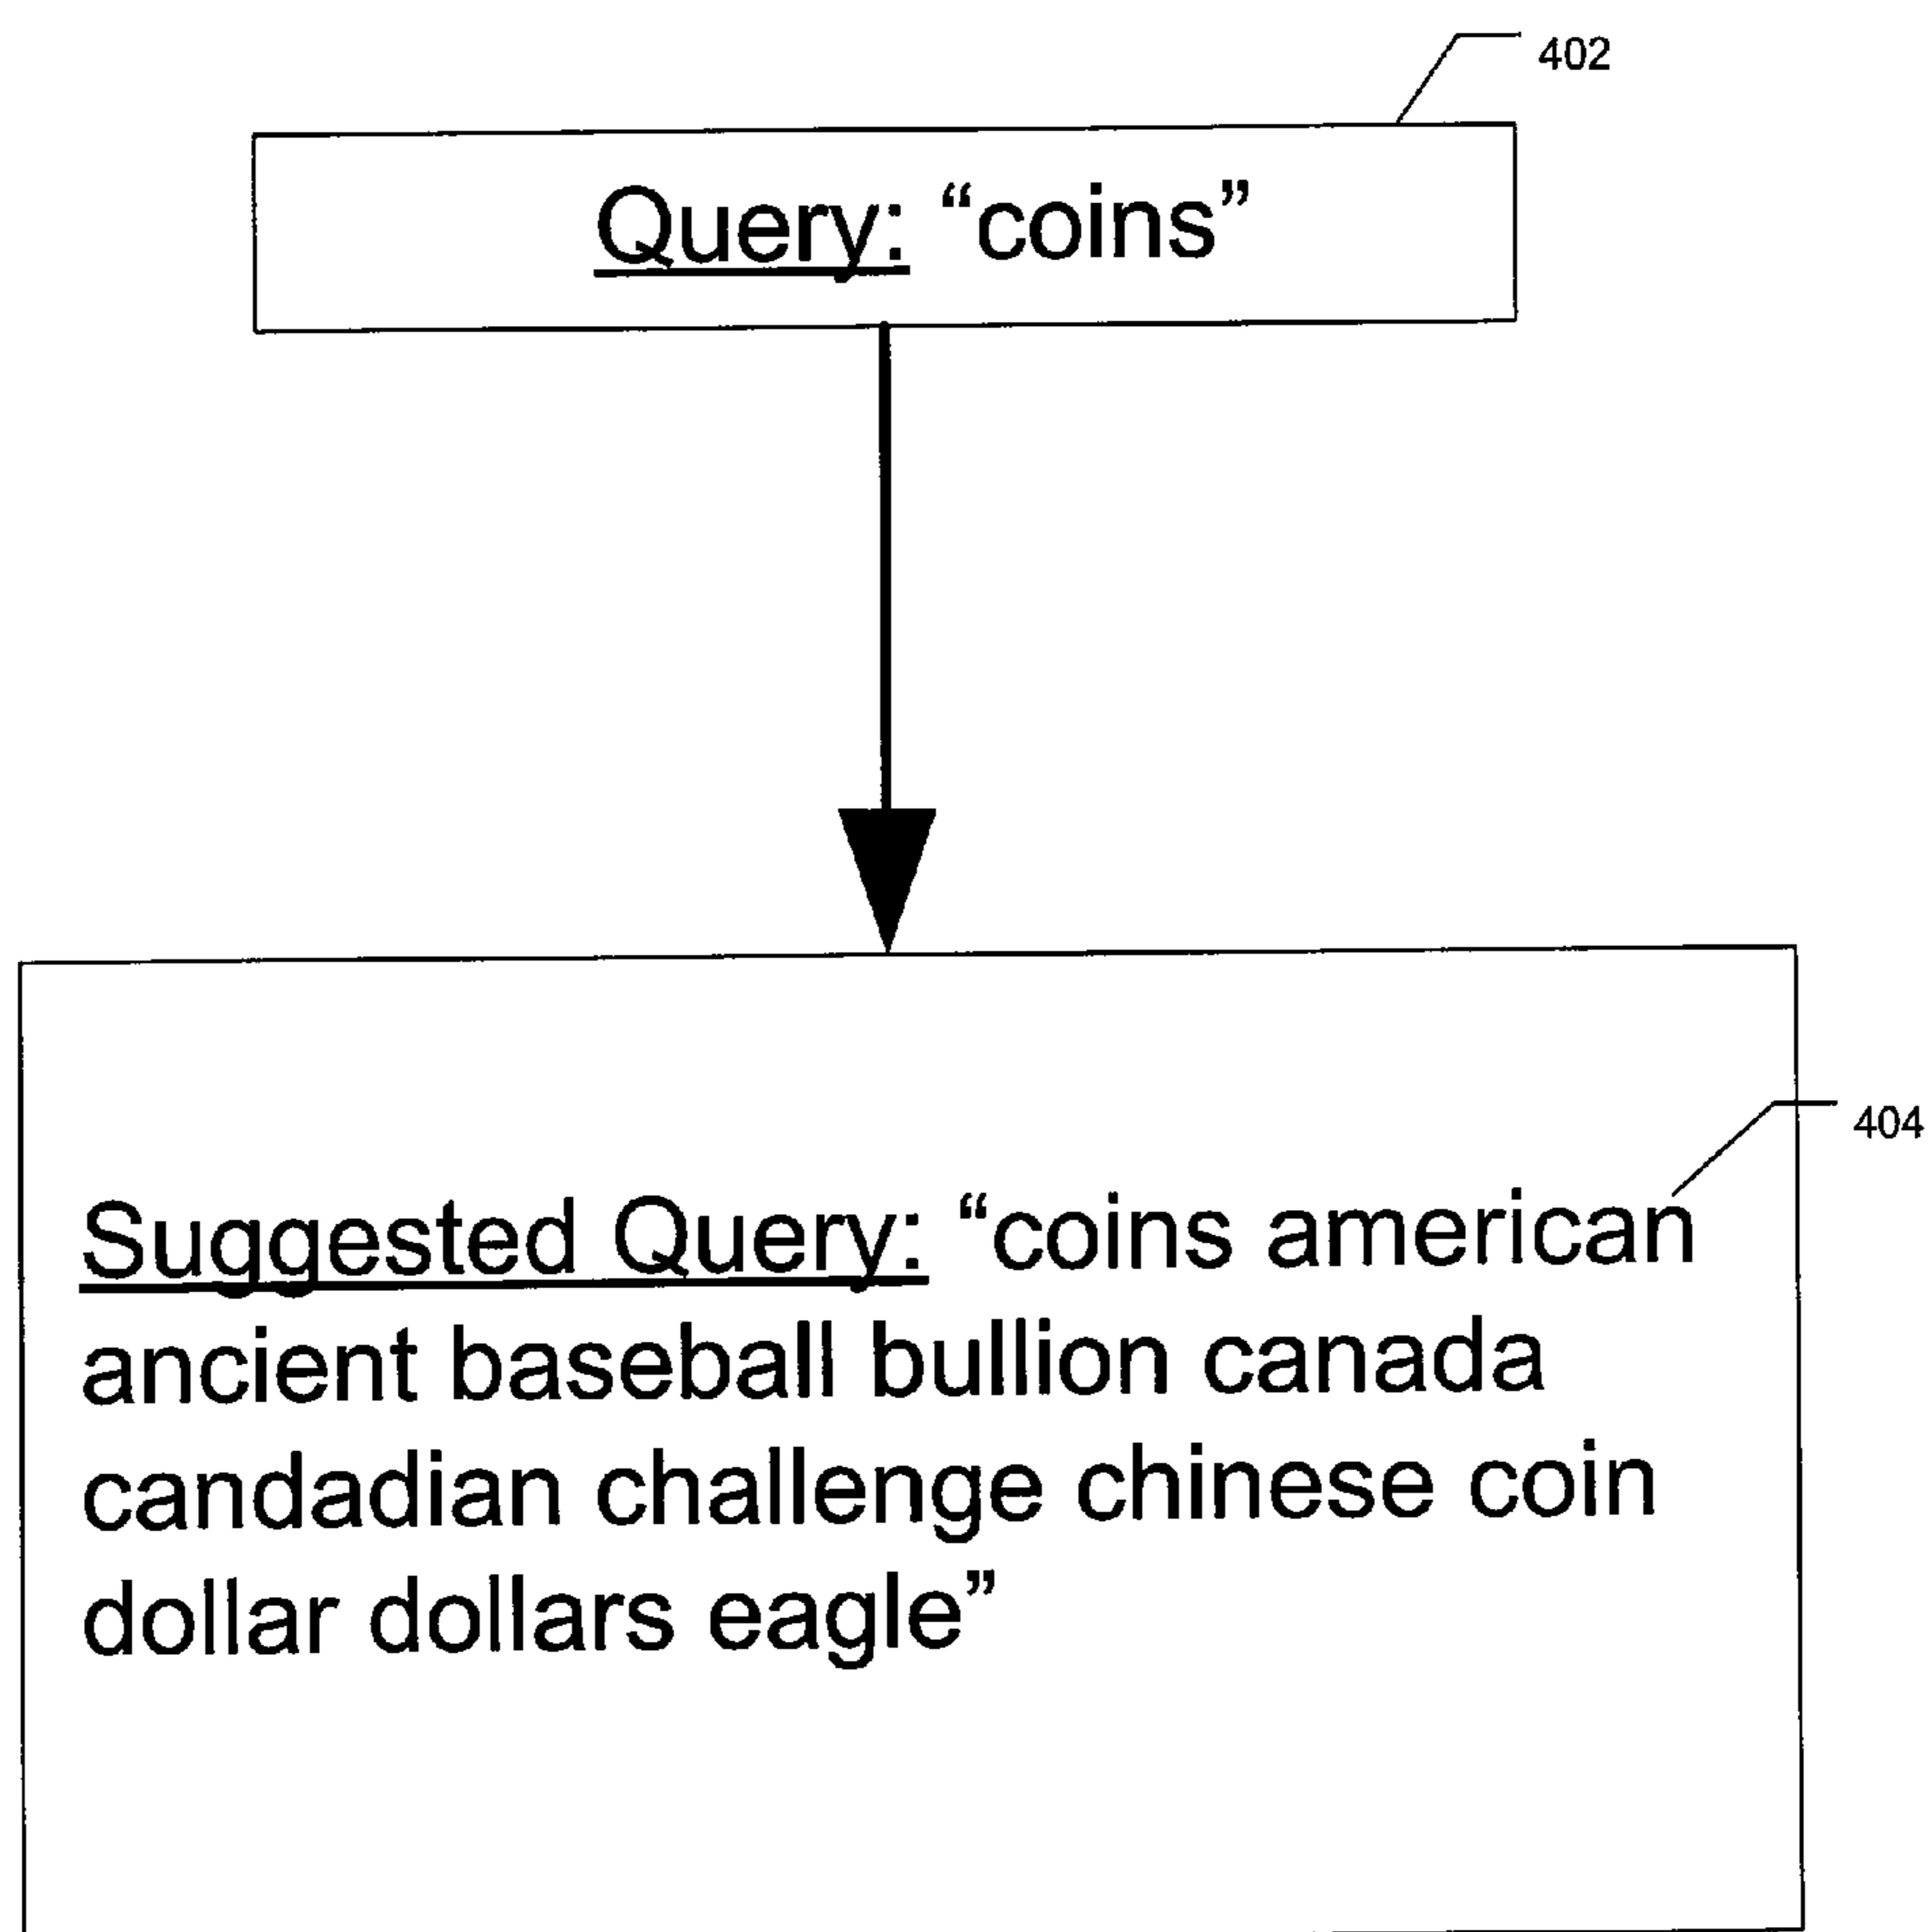 402
Query: “coins”
404
Suggested Query: “coins american
ancient baseball bullion canada
candadian challenge chinese coin
dollar dollars eagle”